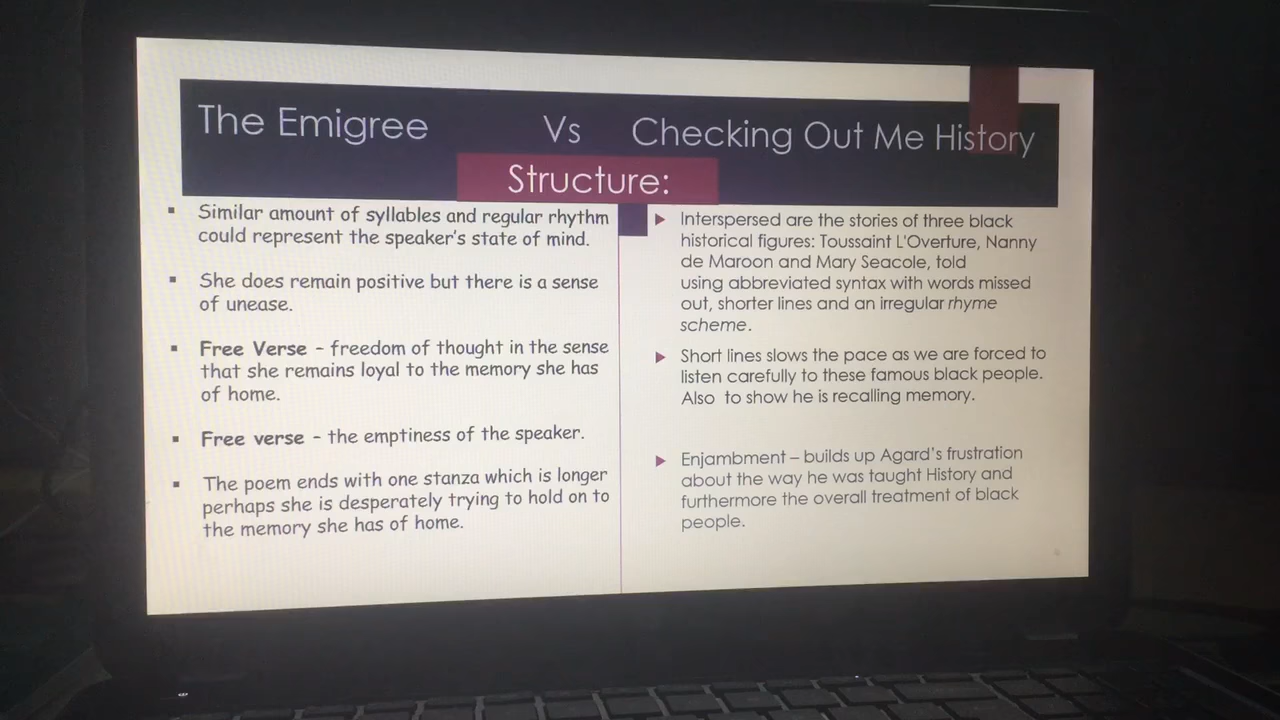 The Emigree Vs Checking Out Me History
Structure:
▪ Similar amount of syllables and regular rhythm
could represent the speaker's state of mind.
▪ She does remain positive but there is a sense
of unease.
▪ Free Verse – freedom of thought in the sense
that she remains loyal to the memory she has
of home.
▪ Free verse – the emptiness of the speaker.
▪ The poem ends with one stanza which is longer
perhaps she is desperately trying to hold on to
the memory she has of home.
▶ Interspersed are the stories of three black
historical figures: Toussaint L'Overture, Nanny
de Maroon and Mary Seacole, told
using abbreviated syntax with words missed
out, shorter lines and an irregular rhyme
scheme.
▶ Short lines slows the pace as we are forced to
listen carefully to these famous black people.
Also to show he is recalling memory.
▶ Enjambment – builds up Agard's frustration
about the way he was taught History and
furthermore the overall treatment of black
people.